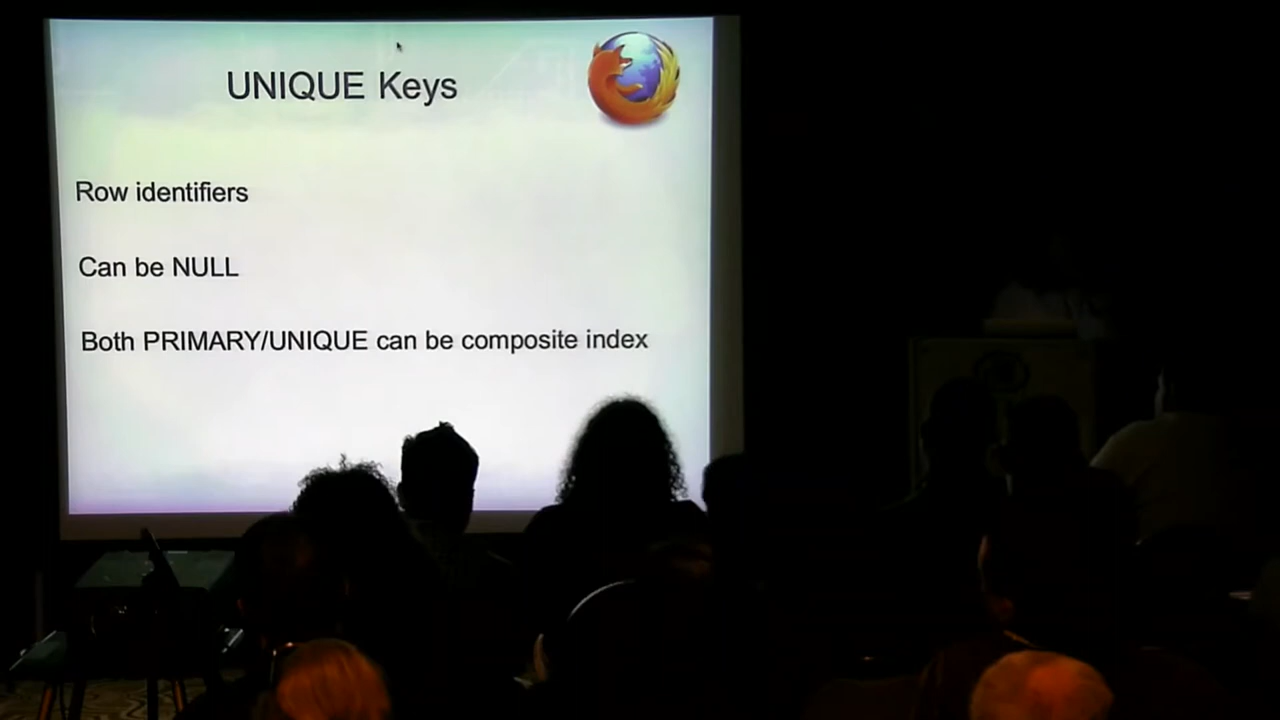 UNIQUE Keys
Row identifiers
Can be NULL
Both PRIMARY/UNIQUE can be composite index